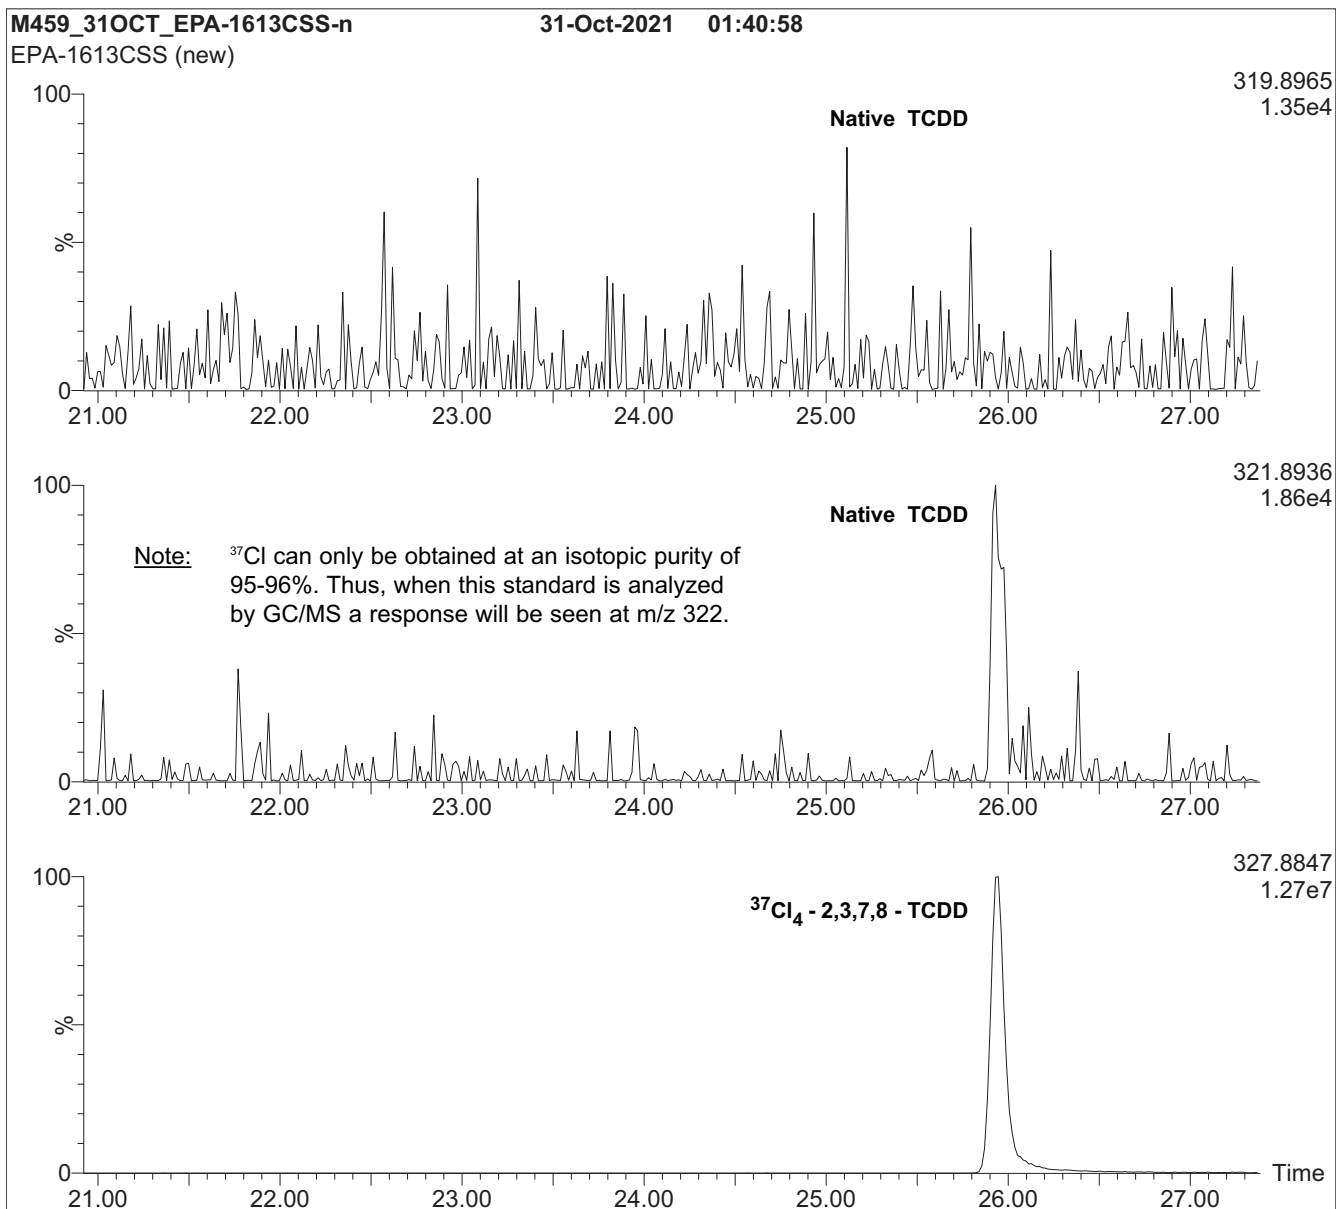 M459_31OCT_EPA-1613CSS-n 31-Oct-2021 01:40:58
EPA-1613CSS (new)
319.8965
1.35e4
100
Native TCDD
%
0
21.00 22.00 23.00 24.00 25.00 26.00 27.00
321.8936
1.86e4
100
Native TCDD
Note: ³⁷Cl can only be obtained at an isotopic purity of
95-96%. Thus, when this standard is analyzed
by GC/MS a response will be seen at m/z 322.
%
0
21.00 22.00 23.00 24.00 25.00 26.00 27.00
327.8847
1.27e7
100
³⁷Cl₄ - 2,3,7,8 - TCDD
%
0
Time
21.00 22.00 23.00 24.00 25.00 26.00 27.00